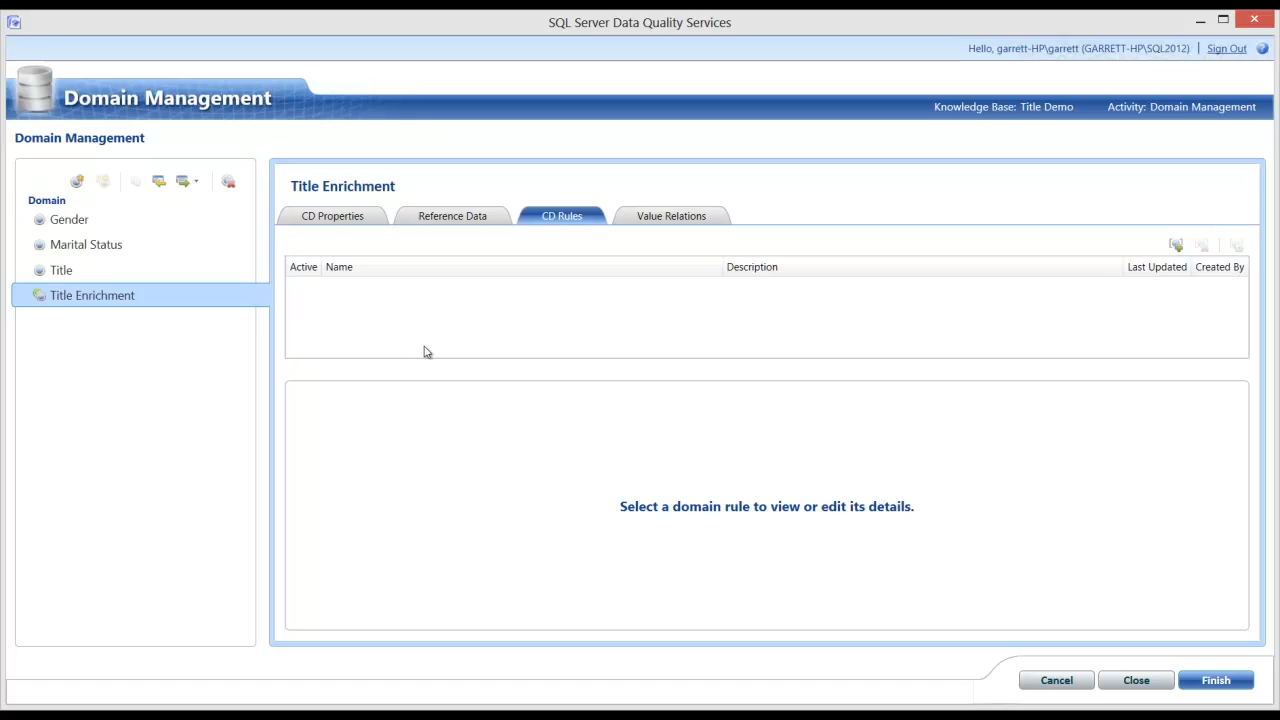 SQL Server Data Quality Services
Hello, garrett-HP\garrett (GARRETT-HP\SQL2012) | Sign Out
Domain Management
Knowledge Base: Title Demo
Activity: Domain Management
Domain Management
Domain
Gender
Marital Status
Title
Title Enrichment
Title Enrichment
CD Properties
Reference Data
CD Rules
Value Relations
Active Name Description Last Updated Created By
Select a domain rule to view or edit its details.
Cancel Close Finish